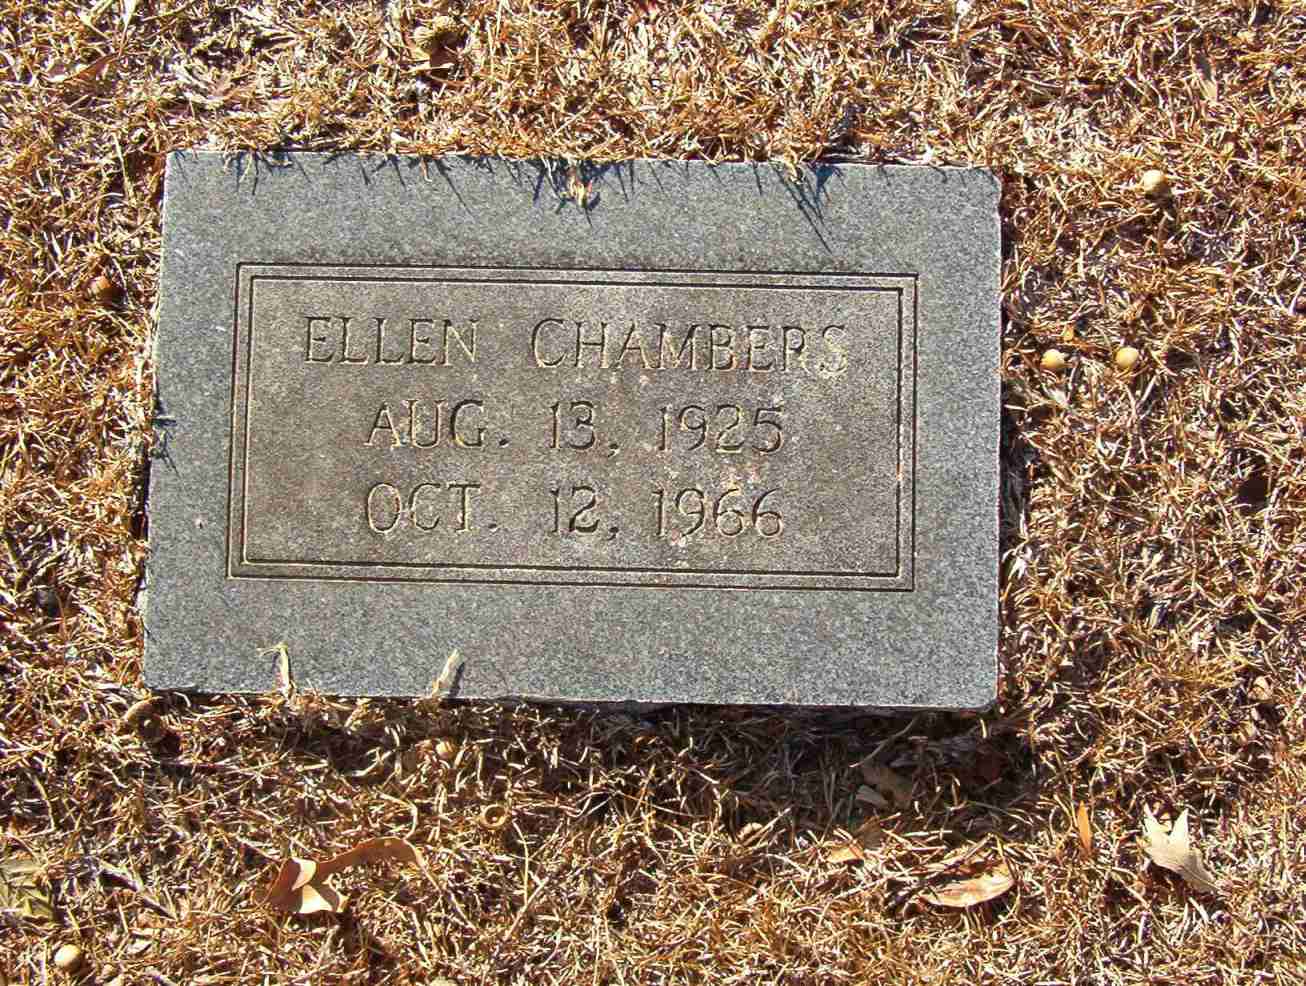 ELLEN CHAMBERS
AUG. 13, 1925
OCT. 12, 1966